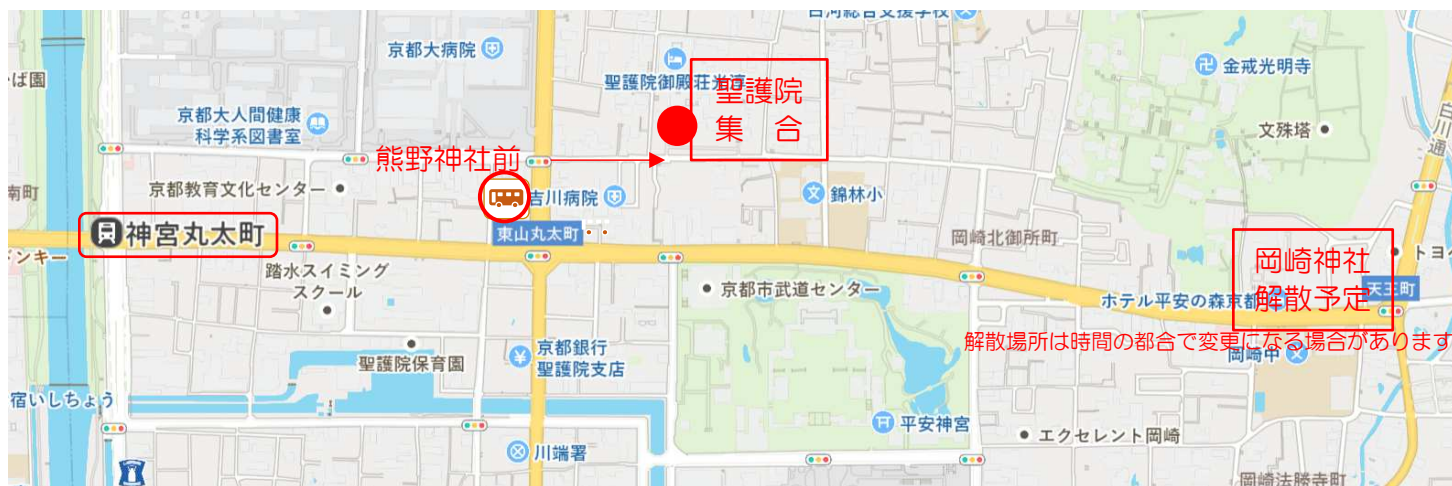 白河総合支援学校
京都大病院
聖護院御殿荘
金戒光明寺
ば園
聖護院
集　合
京都大人間健康
科学系図書室
文殊塔
白川通
熊野神社前
南町
京都教育文化センター
吉川病院
錦林小
神宮丸太町
東山丸太町
岡崎北御所町
ドンキー
踏水スイミング
スクール
京都市武道センター
岡崎神社
解散予定
ホテル平安の森京都
天王町
解散場所は時間の都合で変更になる場合があります
聖護院保育園
京都銀行
聖護院支店
岡崎中
宿いしちょう
平安神宮
エクセレント岡崎
川端署
岡崎法勝寺町